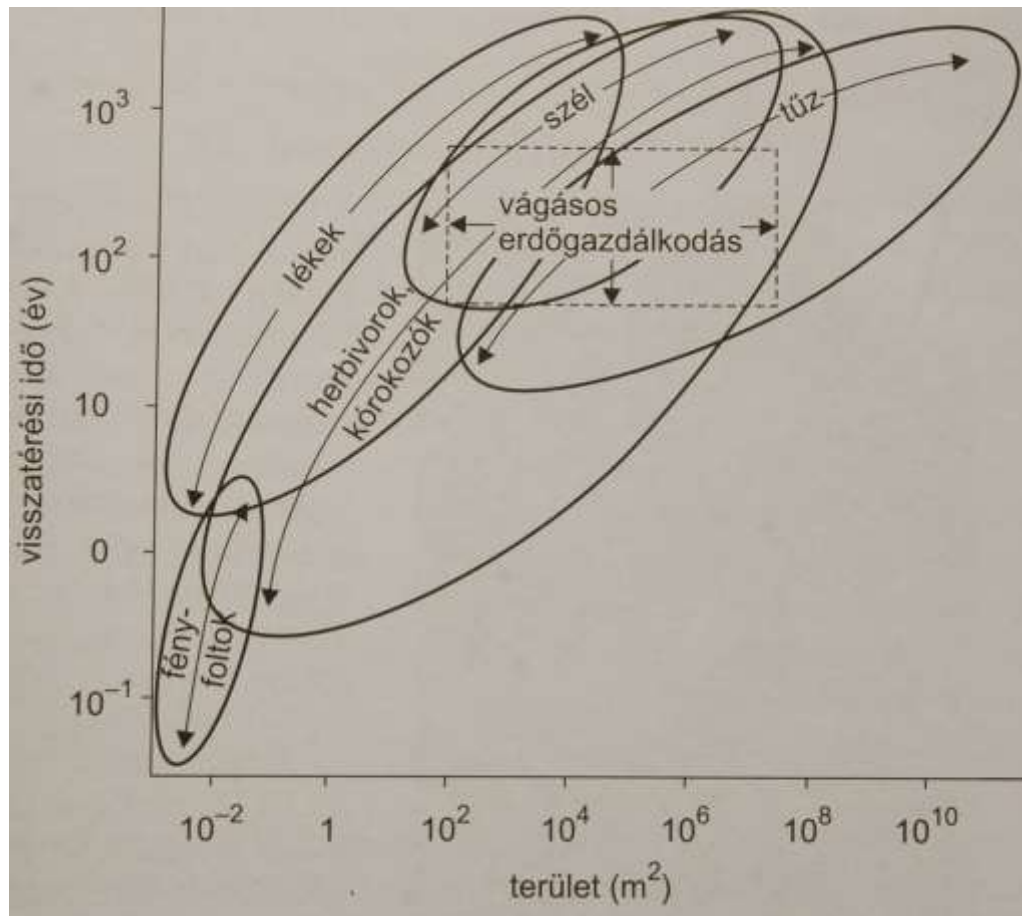 visszatérési idő (év)
10³
10²
10
0
10⁻¹
lékek
szél
tűz
vágásos
erdőgazdálkodás
herbivorok,
kórokozók
fény-
foltok
10⁻²
1
10²
10⁴
10⁶
10⁸
10¹⁰
terület (m²)